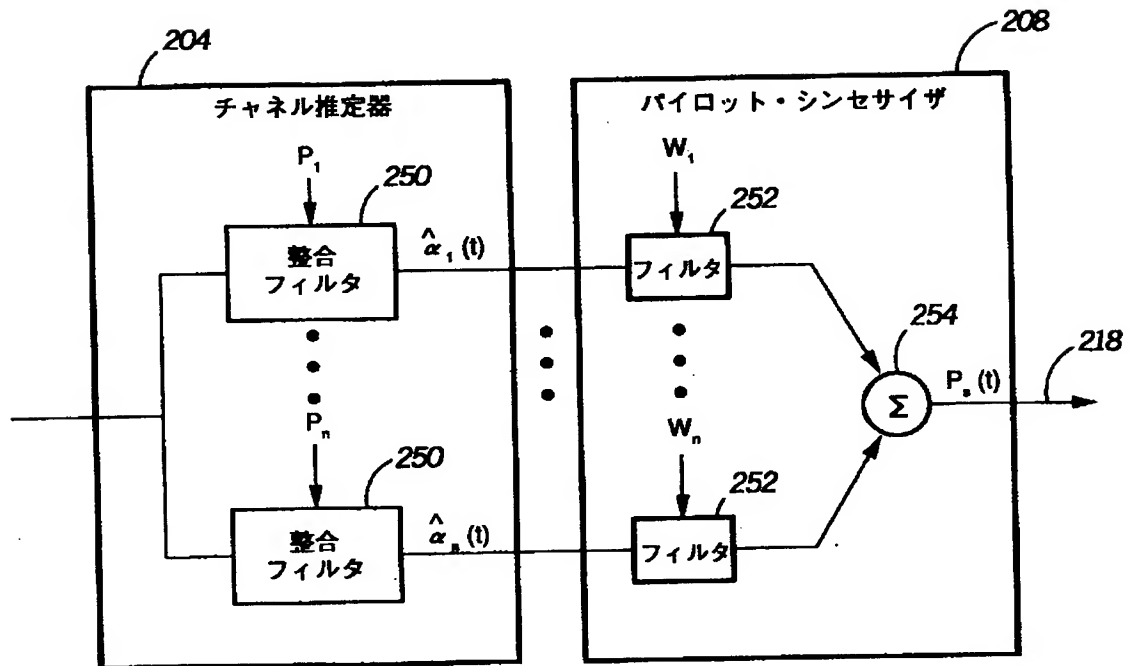 204
208
チャネル推定器
パイロット・シンセサイザ
P₁
W₁
250
252
整合
フィルタ
α̂₁(t)
フィルタ
254
Σ
Pₛ(t)
218
Pₙ
Wₙ
250
252
整合
フィルタ
α̂ₙ(t)
フィルタ